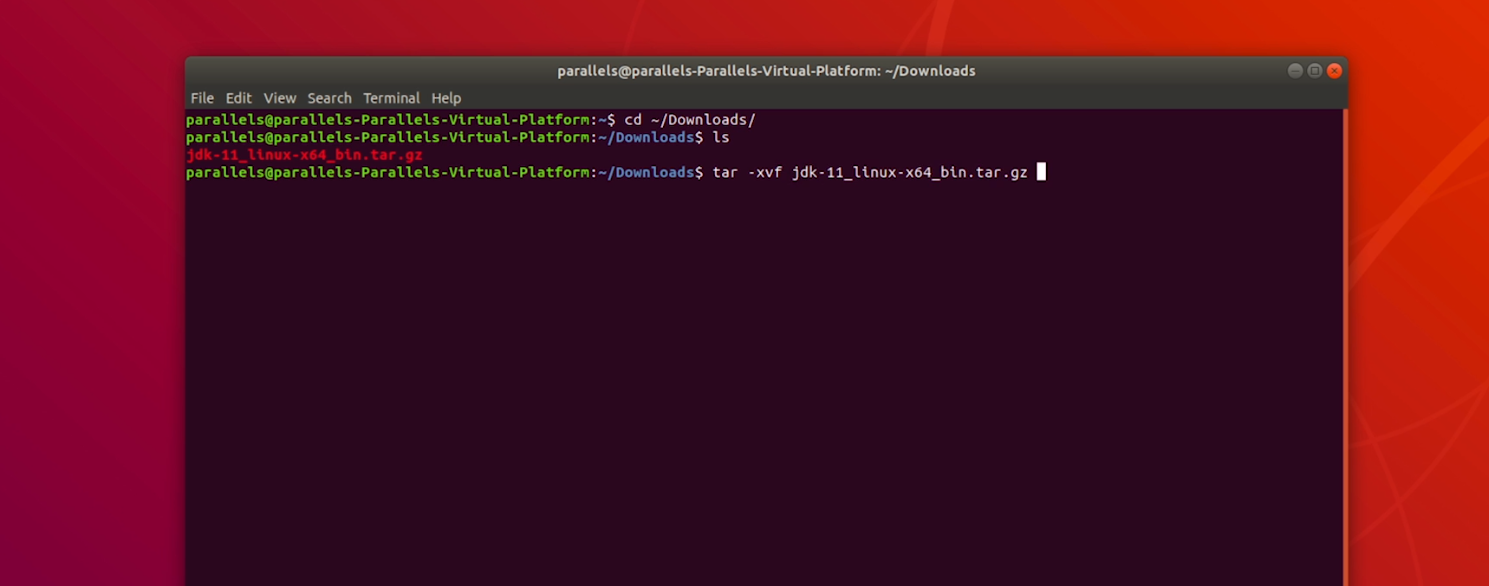 parallels@parallels-Parallels-Virtual-Platform: ~/Downloads
File Edit View Search Terminal Help
parallels@parallels-Parallels-Virtual-Platform:~$ cd ~/Downloads/
parallels@parallels-Parallels-Virtual-Platform:~/Downloads$ ls
jdk-11_linux-x64_bin.tar.gz
parallels@parallels-Parallels-Virtual-Platform:~/Downloads$ tar -xvf jdk-11_linux-x64_bin.tar.gz